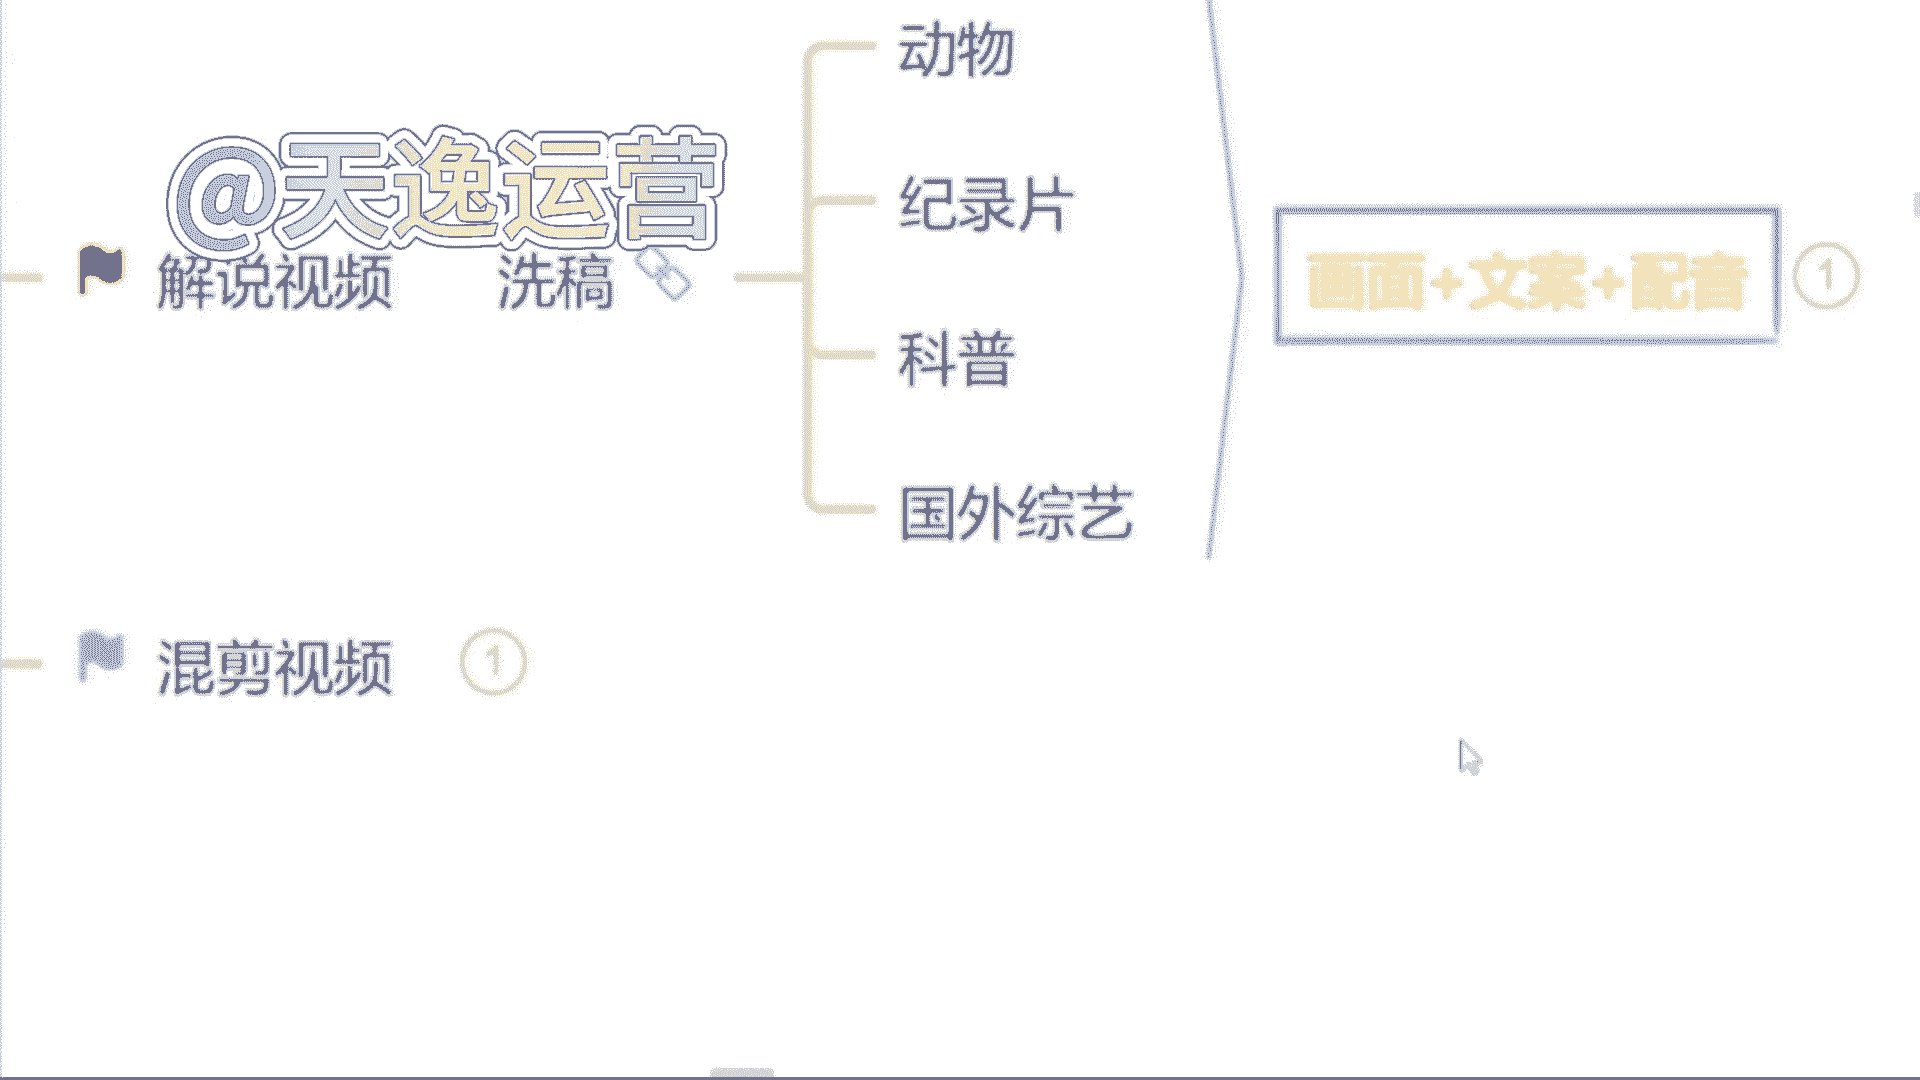 动物
@天逸运营
纪录片
解说视频 洗稿
画面+文案+配音 1
科普
国外综艺
混剪视频 1